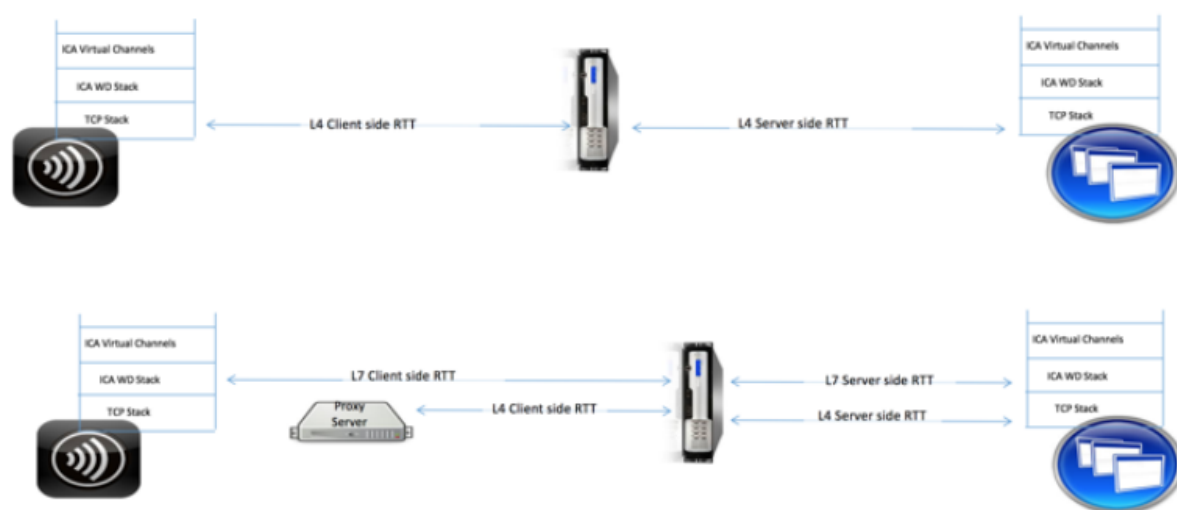 ICA Virtual Channels
ICA WD Stack
TCP Stack
L4 Client side RTT
L4 Server side RTT
ICA Virtual Channels
ICA WD Stack
TCP Stack
ICA Virtual Channels
ICA WD Stack
TCP Stack
L7 Client side RTT
Proxy
Server
L4 Client side RTT
L7 Server side RTT
L4 Server side RTT
ICA Virtual Channels
ICA WD Stack
TCP Stack